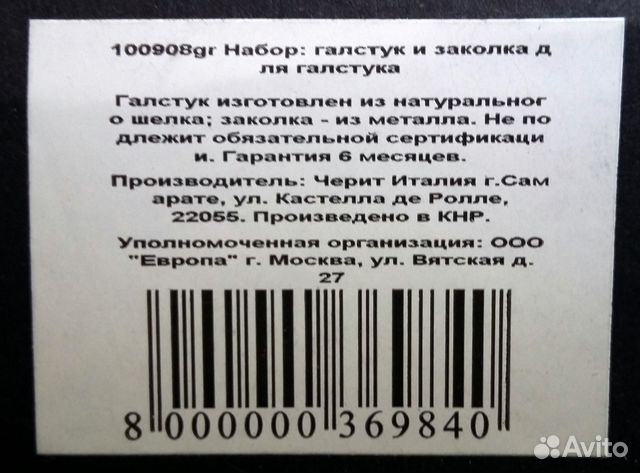 100908gr Набор: галстук и заколка д
ля галстука
Галстук изготовлен из натуральног
о шелка; заколка - из металла. Не по
длежит обязательной сертификаци
и. Гарантия 6 месяцев.
Производитель: Черит Италия г.Сам
арате, ул. Кастелла де Ролле,
22055. Произведено в КНР.
Уполномоченная организация: ООО
"Европа" г. Москва, ул. Вятская д.
27
8 000000 369840
Avito